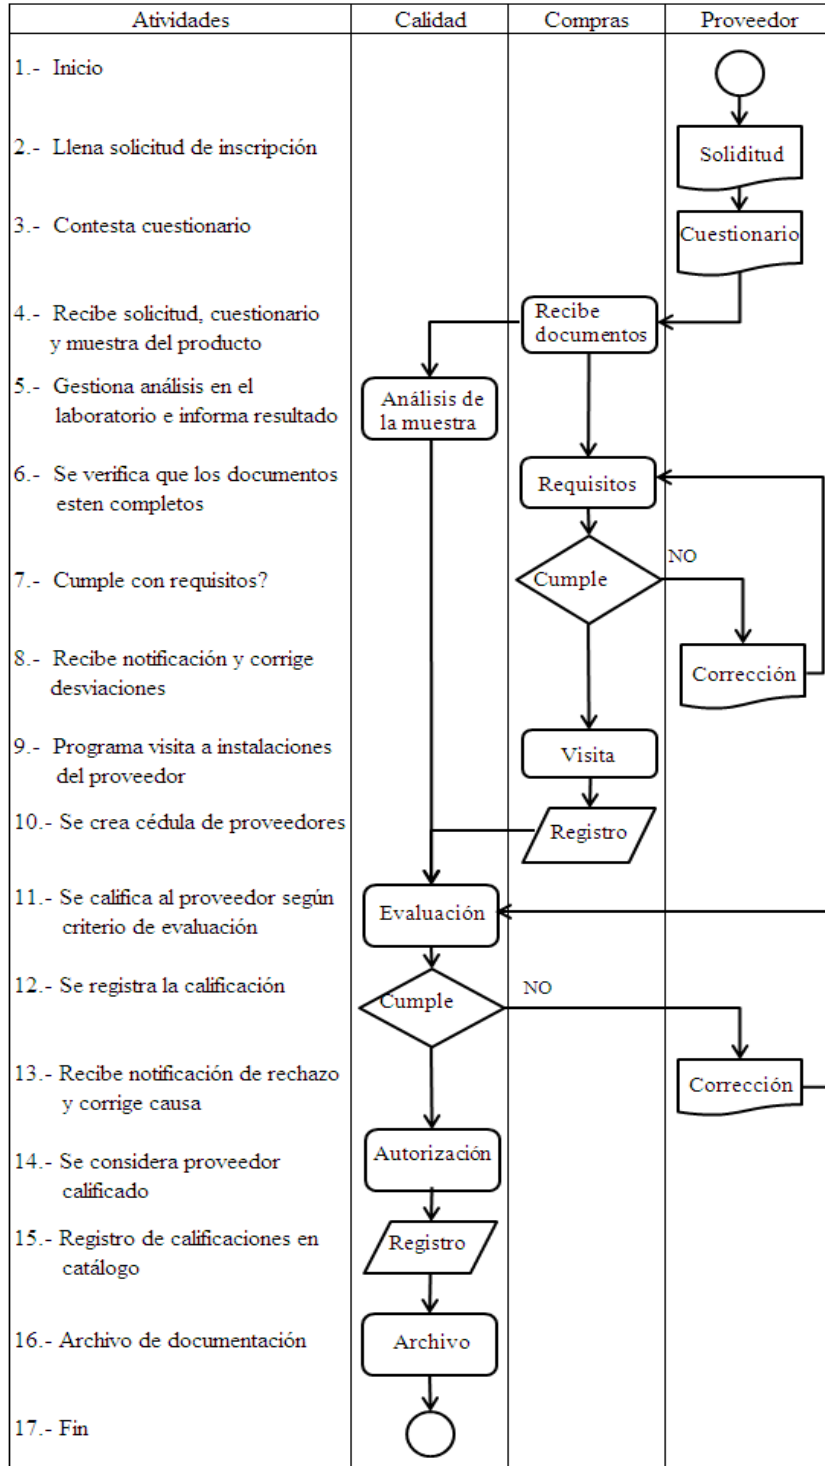 Atividades
Calidad
Compras
Proveedor
1.- Inicio
2.- Llena solicitud de inscripción
Soliditud
3.- Contesta cuestionario
Cuestionario
4.- Recibe solicitud, cuestionario
y muestra del producto
Recibe
documentos
5.- Gestiona análisis en el
laboratorio e informa resultado
Análisis de
la muestra
6.- Se verifica que los documentos
esten completos
Requisitos
7.- Cumple con requisitos?
Cumple
NO
8.- Recibe notificación y corrige
desviaciones
Corrección
9.- Programa visita a instalaciones
del proveedor
Visita
10.- Se crea cédula de proveedores
Registro
11.- Se califica al proveedor según
criterio de evaluación
Evaluación
12.- Se registra la calificación
Cumple
NO
13.- Recibe notificación de rechazo
y corrige causa
Corrección
14.- Se considera proveedor
calificado
Autorización
15.- Registro de calificaciones en
catálogo
Registro
16.- Archivo de documentación
Archivo
17.- Fin